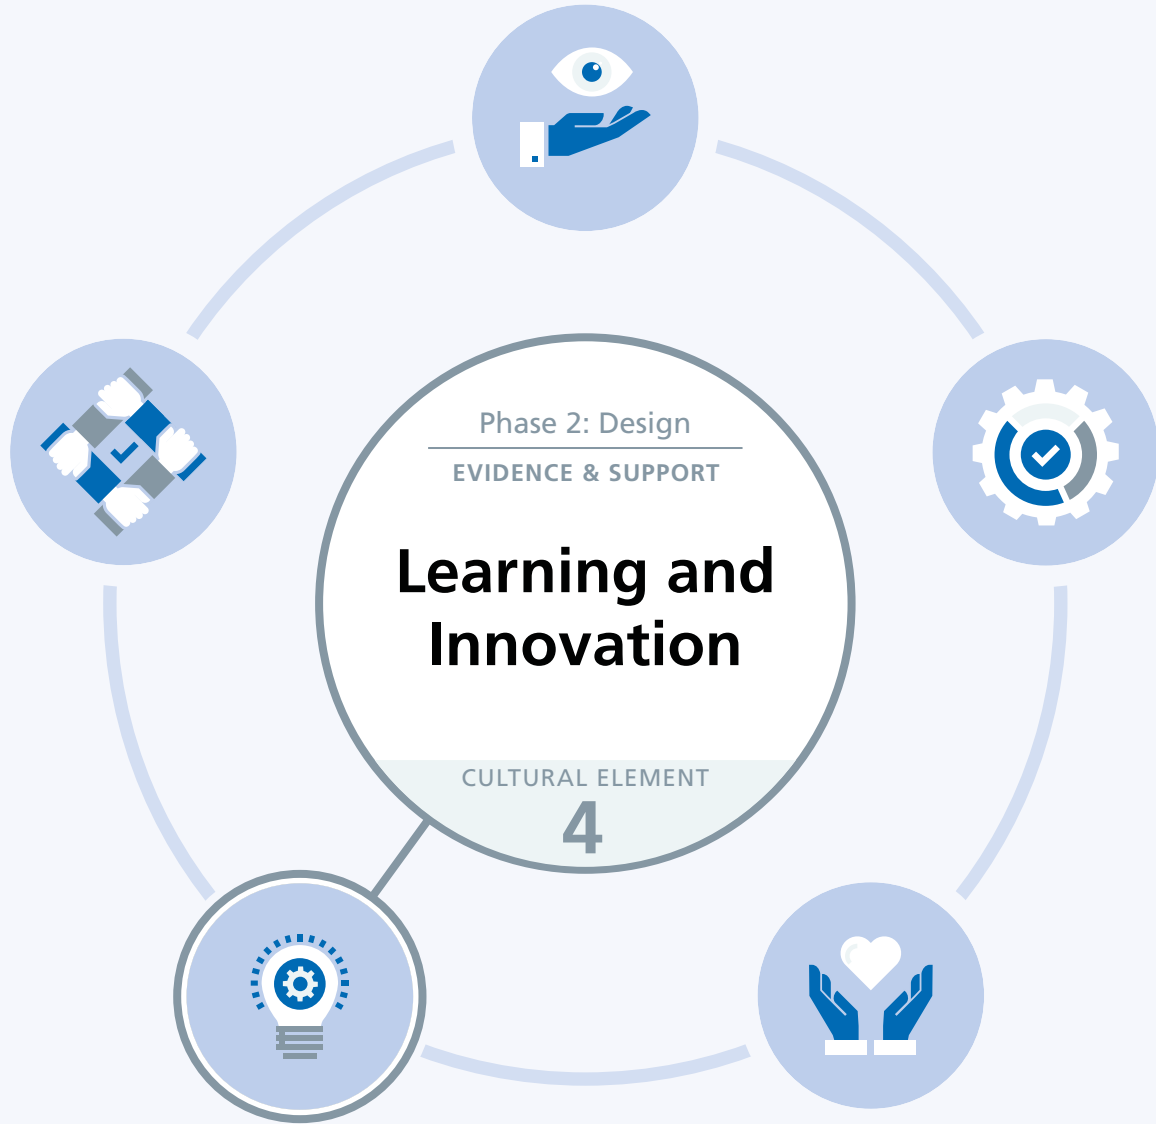 Phase 2: Design
EVIDENCE & SUPPORT
Learning and
Innovation
CULTURAL ELEMENT
4